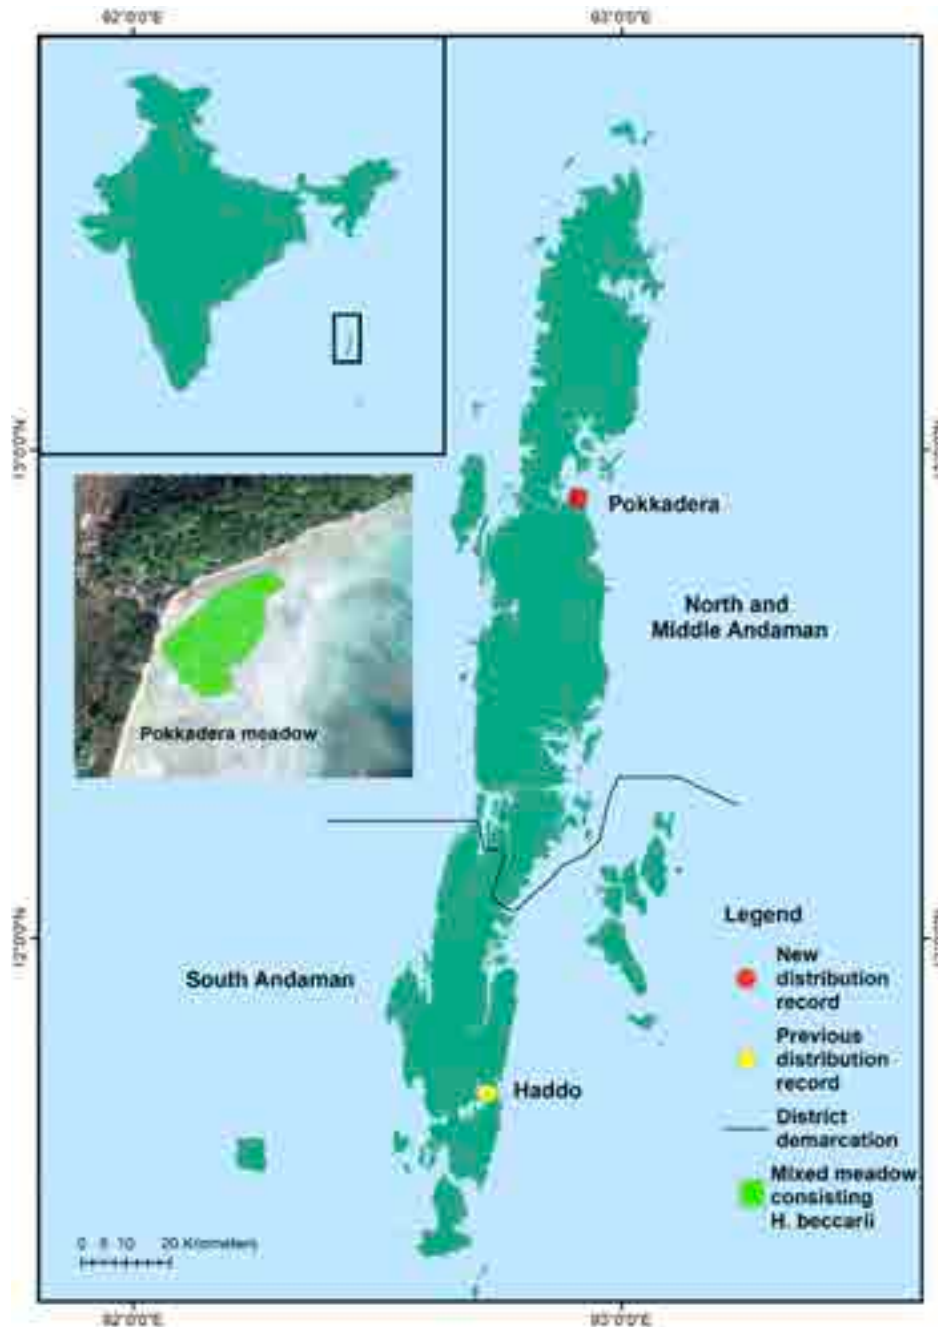 92°0'0"E
93°0'0"E
13°0'0"N
Pokkadera
North and
Middle Andaman
Pokkadera meadow
12°0'0"N
South Andaman
Haddo
Legend
New
distribution
record
Previous
distribution
record
District
demarcation
Mixed meadow
consisting
H. beccarii
0 5 10 20 Kilometers
92°0'0"E
93°0'0"E